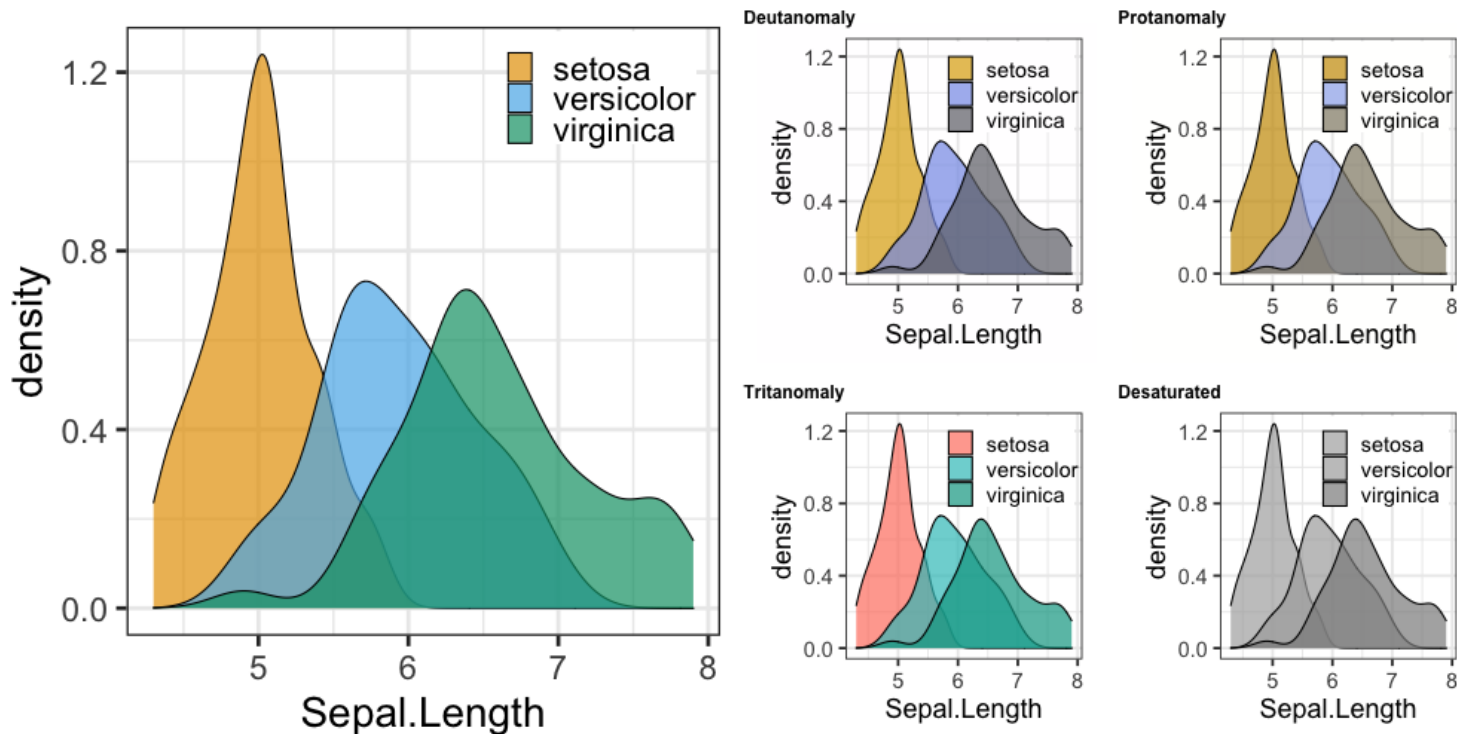 setosa
versicolor
virginica
1.2
0.8
0.4
0.0
density
5 6 7 8
Sepal.Length
Deutanomaly
setosa
versicolor
virginica
1.2
0.8
0.4
0.0
density
5 6 7 8
Sepal.Length
Protanomaly
setosa
versicolor
virginica
1.2
0.8
0.4
0.0
density
5 6 7 8
Sepal.Length
Tritanomaly
setosa
versicolor
virginica
1.2
0.8
0.4
0.0
density
5 6 7 8
Sepal.Length
Desaturated
setosa
versicolor
virginica
1.2
0.8
0.4
0.0
density
5 6 7 8
Sepal.Length